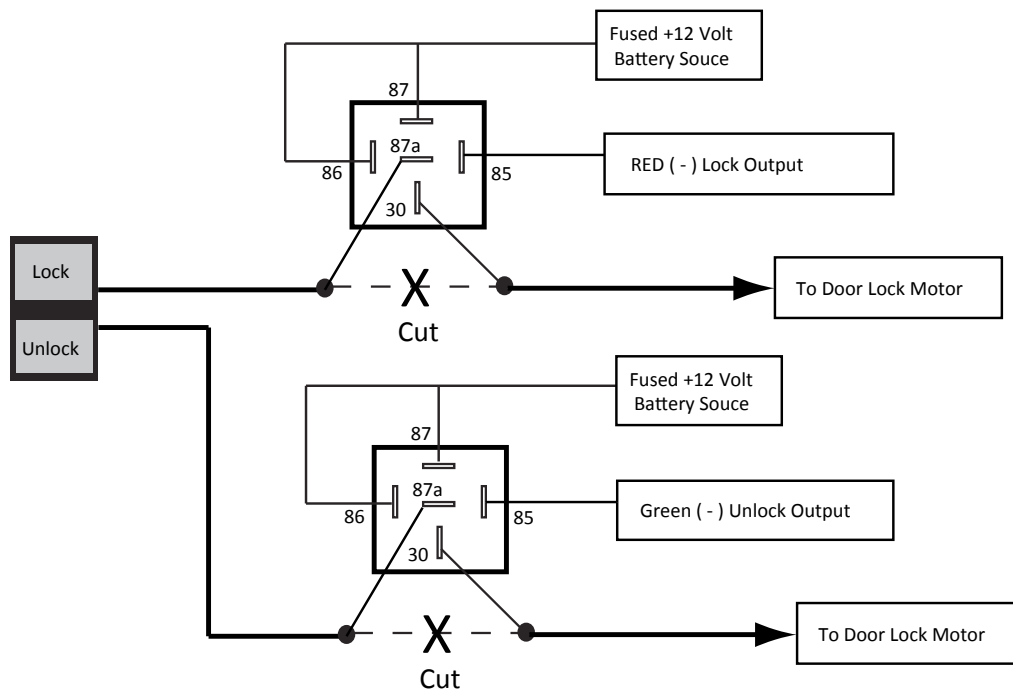 Fused +12 Volt
Battery Souce
87
87a
86
85
RED ( - ) Lock Output
30
Lock
X
To Door Lock Motor
Cut
Unlock
Fused +12 Volt
Battery Souce
87
87a
86
85
Green ( - ) Unlock Output
30
X
To Door Lock Motor
Cut